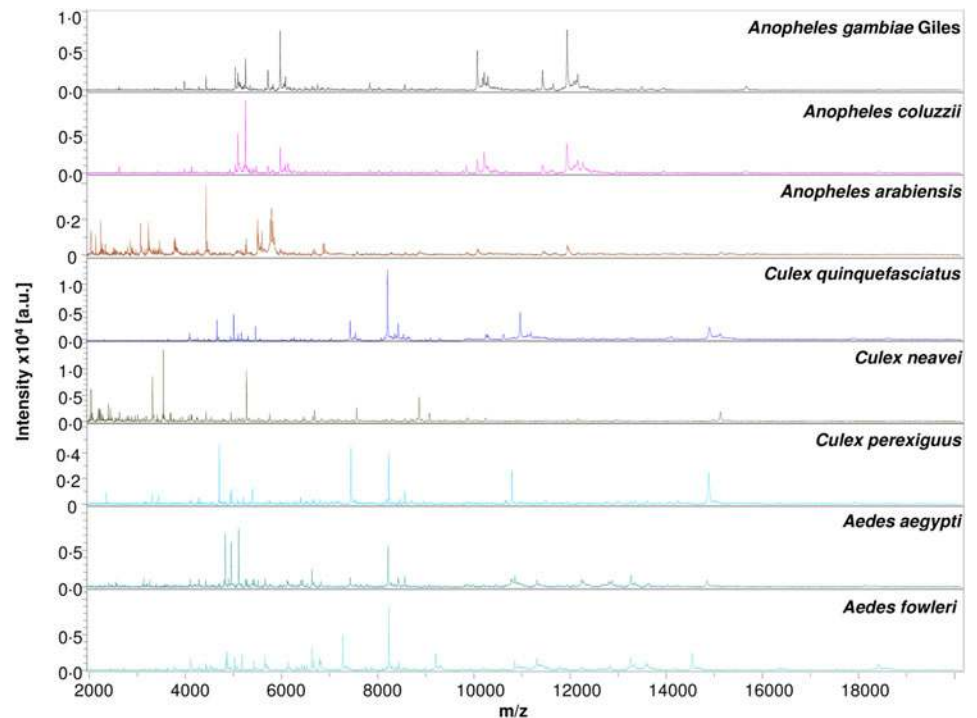 1·0
Anopheles gambiae Giles
0·5
0·0
Anopheles coluzzii
0·5
0·0
Anopheles arabiensis
0·2
0
Culex quinquefasciatus
1·0
0·5
0·0
Culex neavei
1·0
0·5
0·0
Culex perexiguus
0·4
0·2
0
Aedes aegypti
0·5
0·0
Aedes fowleri
0·5
0·0
Intensity x10⁴ [a.u.]
2000 4000 6000 8000 10000 12000 14000 16000 18000
m/z